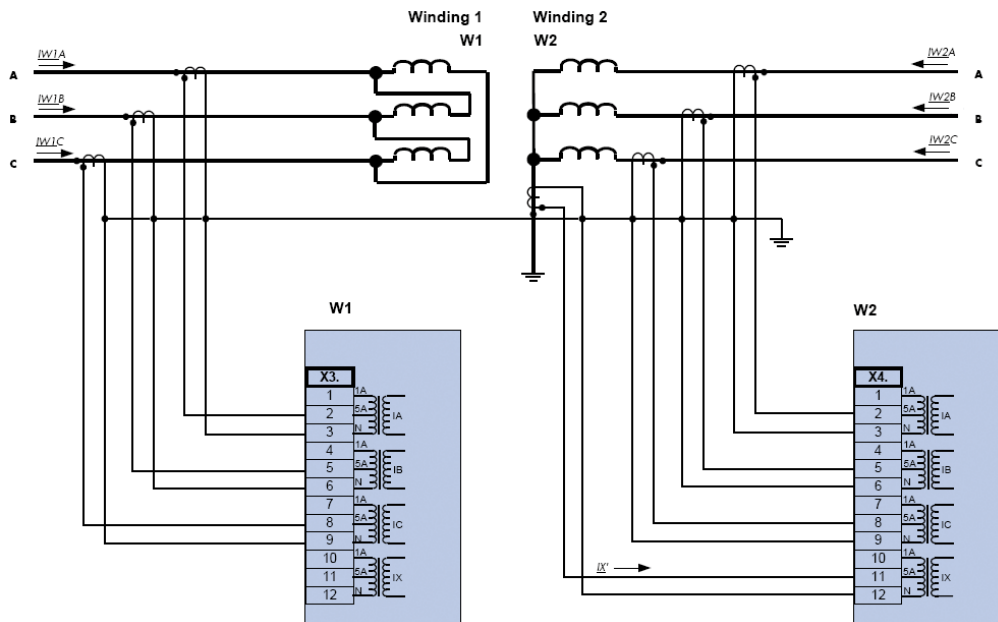 Winding 1 Winding 2
W1 W2
IW1A IW2A
A A
IW1B IW2B
B B
IW1C IW2C
C C
W1 W2
X3. X4.
1 1A 1 1A
2 5A IA 2 5A IA
3 N 3 N
4 1A 4 1A
5 5A IB 5 5A IB
6 N 6 N
7 1A 7 1A
8 5A IC 8 5A IC
9 N 9 N
10 1A 10 1A
IX'
11 5A IX 11 5A IX
12 N 12 N